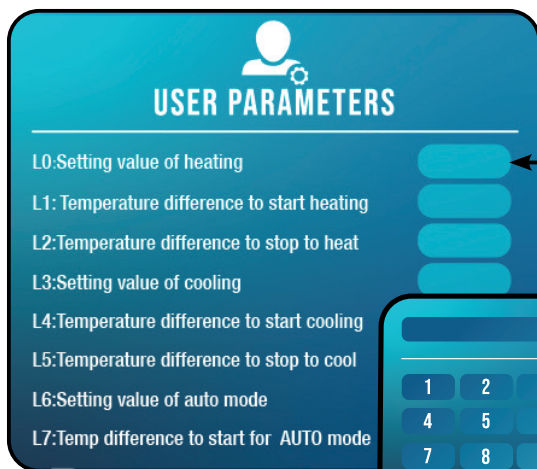 USER PARAMETERS
L0:Setting value of heating
L1: Temperature difference to start heating
L2:Temperature difference to stop to heat
L3:Setting value of cooling
L4:Temperature difference to start cooling
L5:Temperature difference to stop to cool
L6:Setting value of auto mode
L7:Temp difference to start for AUTO mode
1 2
4 5
7 8